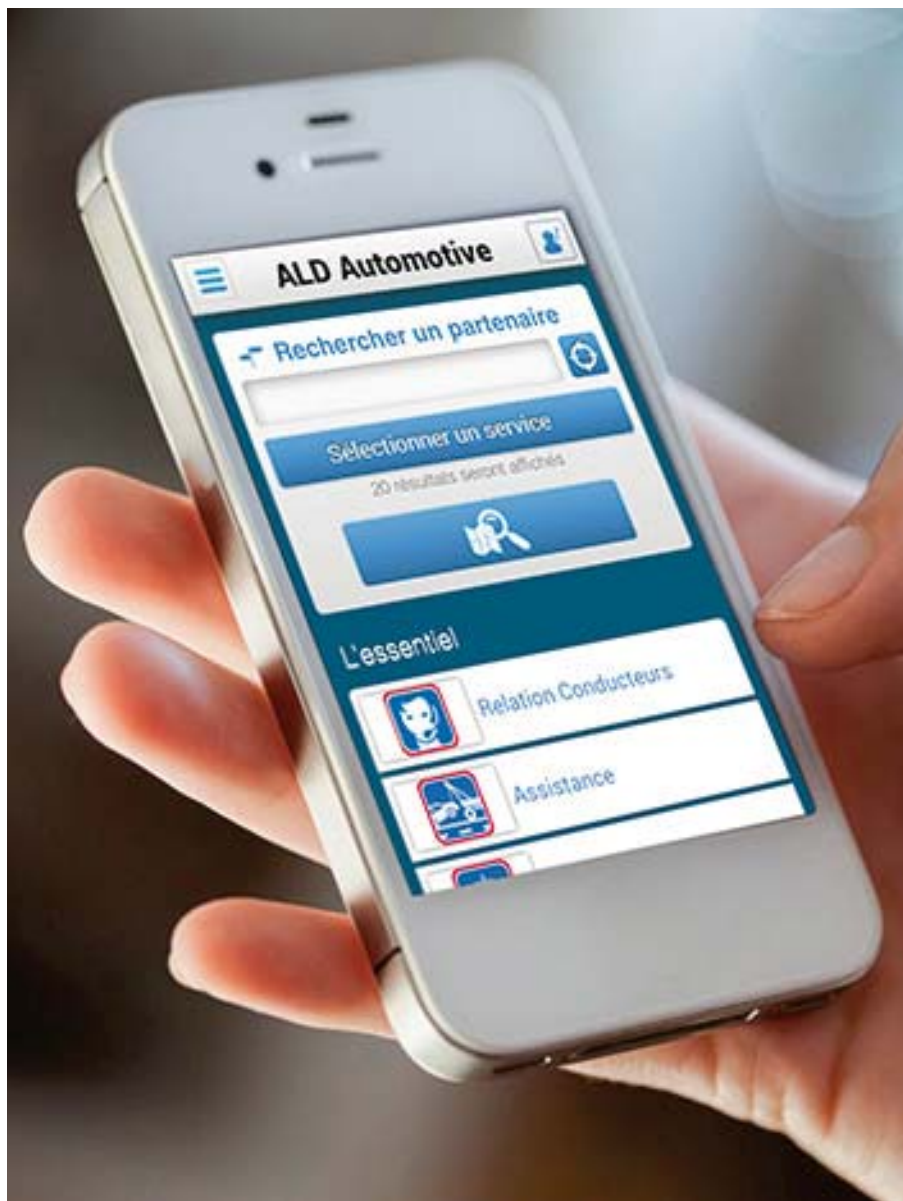 ALD Automotive
Rechercher un partenaire
Sélectionner un service
20 résultats seront affichés
L'essentiel
Relation Conducteurs
Assistance